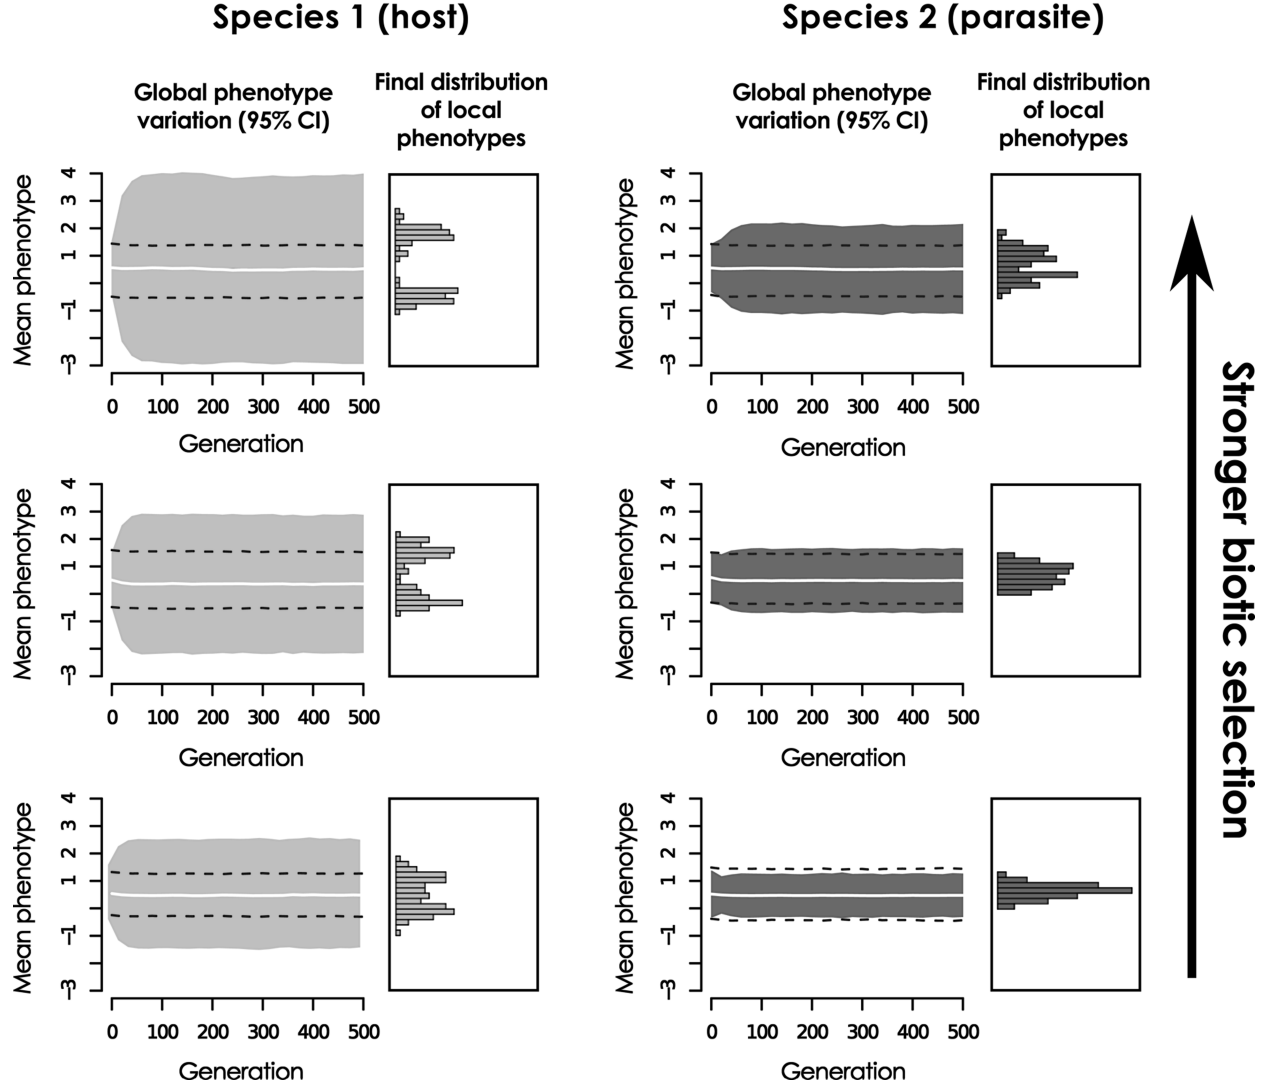 Species 1 (host)
Species 2 (parasite)
Global phenotype
variation (95% CI)
Final distribution
of local
phenotypes
Global phenotype
variation (95% CI)
Final distribution
of local
phenotypes
Mean phenotype
4
3
2
1
-1
-3
0 100 200 300 400 500
Generation
Mean phenotype
4
3
2
1
-1
-3
0 100 200 300 400 500
Generation
Mean phenotype
4
3
2
1
-1
-3
0 100 200 300 400 500
Generation
Mean phenotype
4
3
2
1
-1
-3
0 100 200 300 400 500
Generation
Mean phenotype
4
3
2
1
-1
-3
0 100 200 300 400 500
Generation
Mean phenotype
4
3
2
1
-1
-3
0 100 200 300 400 500
Generation
Stronger biotic selection